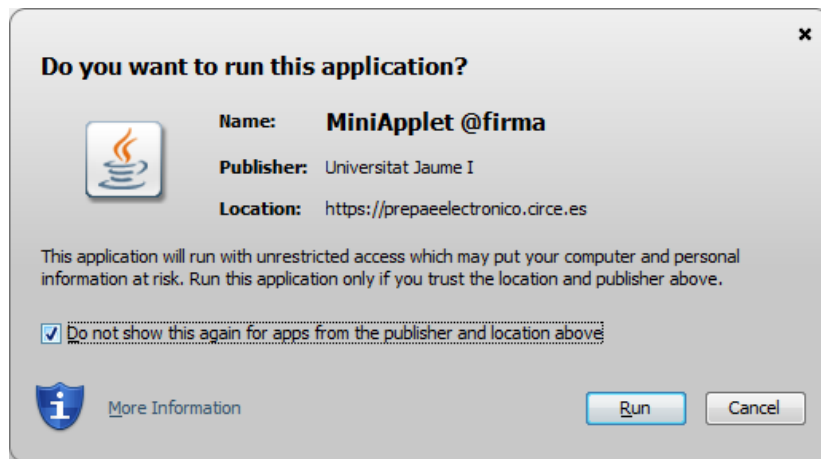 Do you want to run this application?
Name: MiniApplet @firma
Publisher: Universitat Jaume I
Location: https://prepaeelectronico.circe.es
This application will run with unrestricted access which may put your computer and personal
information at risk. Run this application only if you trust the location and publisher above.
Do not show this again for apps from the publisher and location above
More Information
Run
Cancel